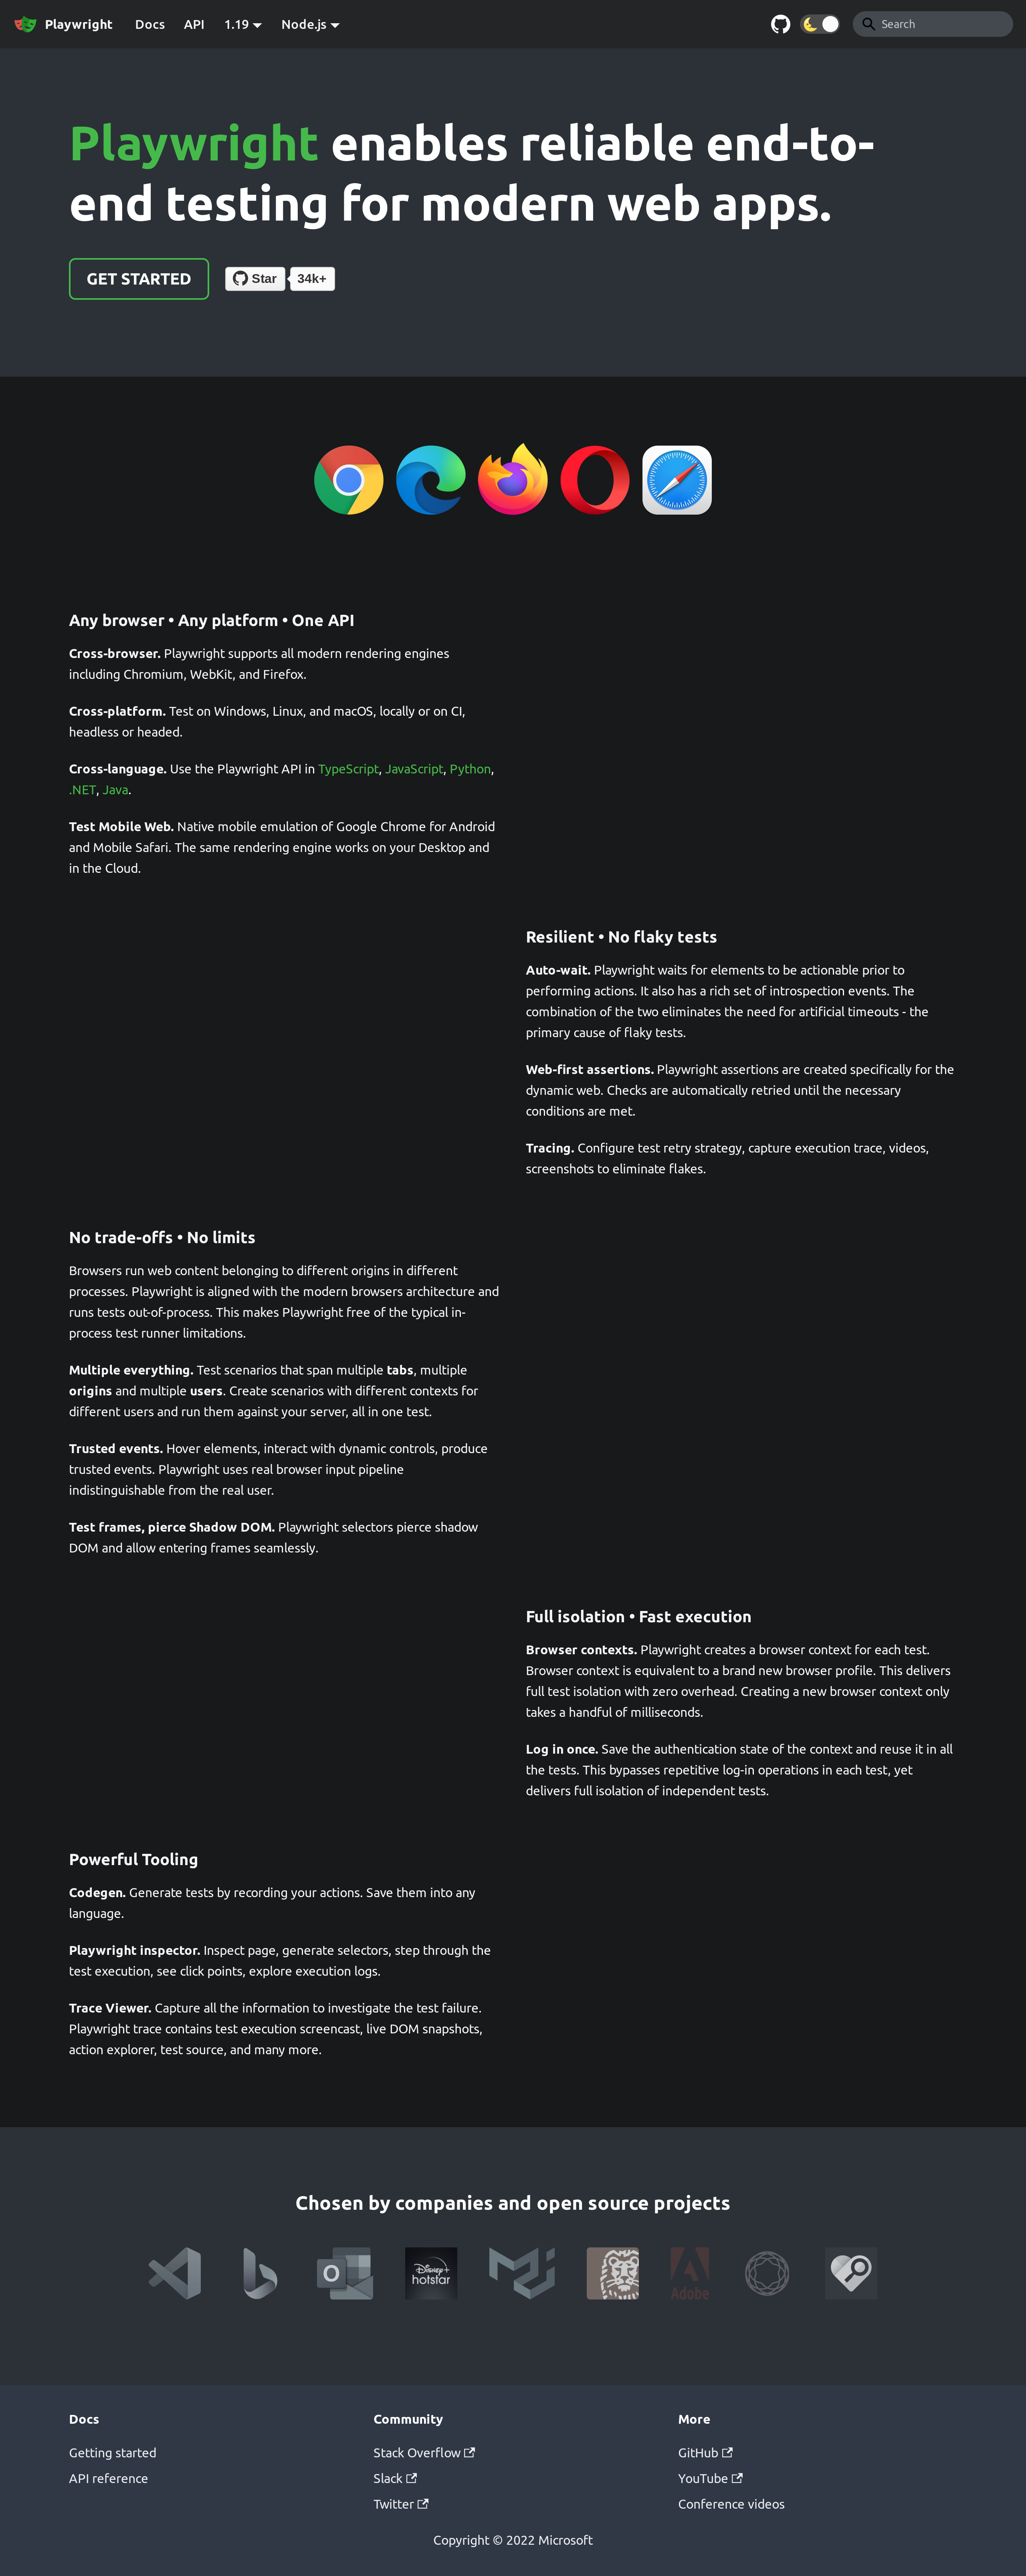 Playwright Docs API 1.19 Node.js Search
Playwright enables reliable end-to-
end testing for modern web apps.
GET STARTED Star 34k+
Any browser • Any platform • One API
Cross-browser. Playwright supports all modern rendering engines
including Chromium, WebKit, and Firefox.
Cross-platform. Test on Windows, Linux, and macOS, locally or on CI,
headless or headed.
Cross-language. Use the Playwright API in TypeScript, JavaScript, Python,
.NET, Java.
Test Mobile Web. Native mobile emulation of Google Chrome for Android
and Mobile Safari. The same rendering engine works on your Desktop and
in the Cloud.
Resilient • No flaky tests
Auto-wait. Playwright waits for elements to be actionable prior to
performing actions. It also has a rich set of introspection events. The
combination of the two eliminates the need for artificial timeouts - the
primary cause of flaky tests.
Web-first assertions. Playwright assertions are created specifically for the
dynamic web. Checks are automatically retried until the necessary
conditions are met.
Tracing. Configure test retry strategy, capture execution trace, videos,
screenshots to eliminate flakes.
No trade-offs • No limits
Browsers run web content belonging to different origins in different
processes. Playwright is aligned with the modern browsers architecture and
runs tests out-of-process. This makes Playwright free of the typical in-
process test runner limitations.
Multiple everything. Test scenarios that span multiple tabs, multiple
origins and multiple users. Create scenarios with different contexts for
different users and run them against your server, all in one test.
Trusted events. Hover elements, interact with dynamic controls, produce
trusted events. Playwright uses real browser input pipeline
indistinguishable from the real user.
Test frames, pierce Shadow DOM. Playwright selectors pierce shadow
DOM and allow entering frames seamlessly.
Full isolation • Fast execution
Browser contexts. Playwright creates a browser context for each test.
Browser context is equivalent to a brand new browser profile. This delivers
full test isolation with zero overhead. Creating a new browser context only
takes a handful of milliseconds.
Log in once. Save the authentication state of the context and reuse it in all
the tests. This bypasses repetitive log-in operations in each test, yet
delivers full isolation of independent tests.
Powerful Tooling
Codegen. Generate tests by recording your actions. Save them into any
language.
Playwright inspector. Inspect page, generate selectors, step through the
test execution, see click points, explore execution logs.
Trace Viewer. Capture all the information to investigate the test failure.
Playwright trace contains test execution screencast, live DOM snapshots,
action explorer, test source, and many more.
Chosen by companies and open source projects
O
Disney+
hotstar
Adobe
Docs
Getting started
API reference
Community
Stack Overflow
Slack
Twitter
More
GitHub
YouTube
Conference videos
Copyright © 2022 Microsoft